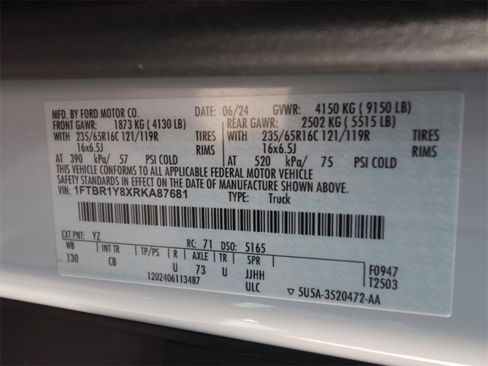 MFD. BY FORD MOTOR CO. DATE: 06/24 GVWR: 4150 KG ( 9150 LB)
FRONT GAWR: 1873 KG ( 4130 LB) REAR GAWR: 2502 KG ( 5515 LB)
WITH 235/65R16C 121/119R TIRES WITH 235/65R16C 121/119R TIRES
16x6.5J RIMS 16x6.5J RIMS
AT 390 kPa/ 57 PSI COLD AT 520 kPa/ 75 PSI COLD
THIS VEHICLE CONFORMS TO ALL APPLICABLE FEDERAL MOTOR VEHICLE
SAFETY STANDARDS IN EFFECT ON THE DATE OF MANUFACTURE SHOWN ABOVE.
VIN: 1FTBR1Y8XRKA87681 TYPE: Truck
EXT PNT: YZ RC: 71 DSO: 5165
WB INT TR TP/PS R AXLE TR SPR
130 CB U 73 U JJHH
ULC
F0947
T2503
1202406113487
▽ 5U5A-3520472-AA